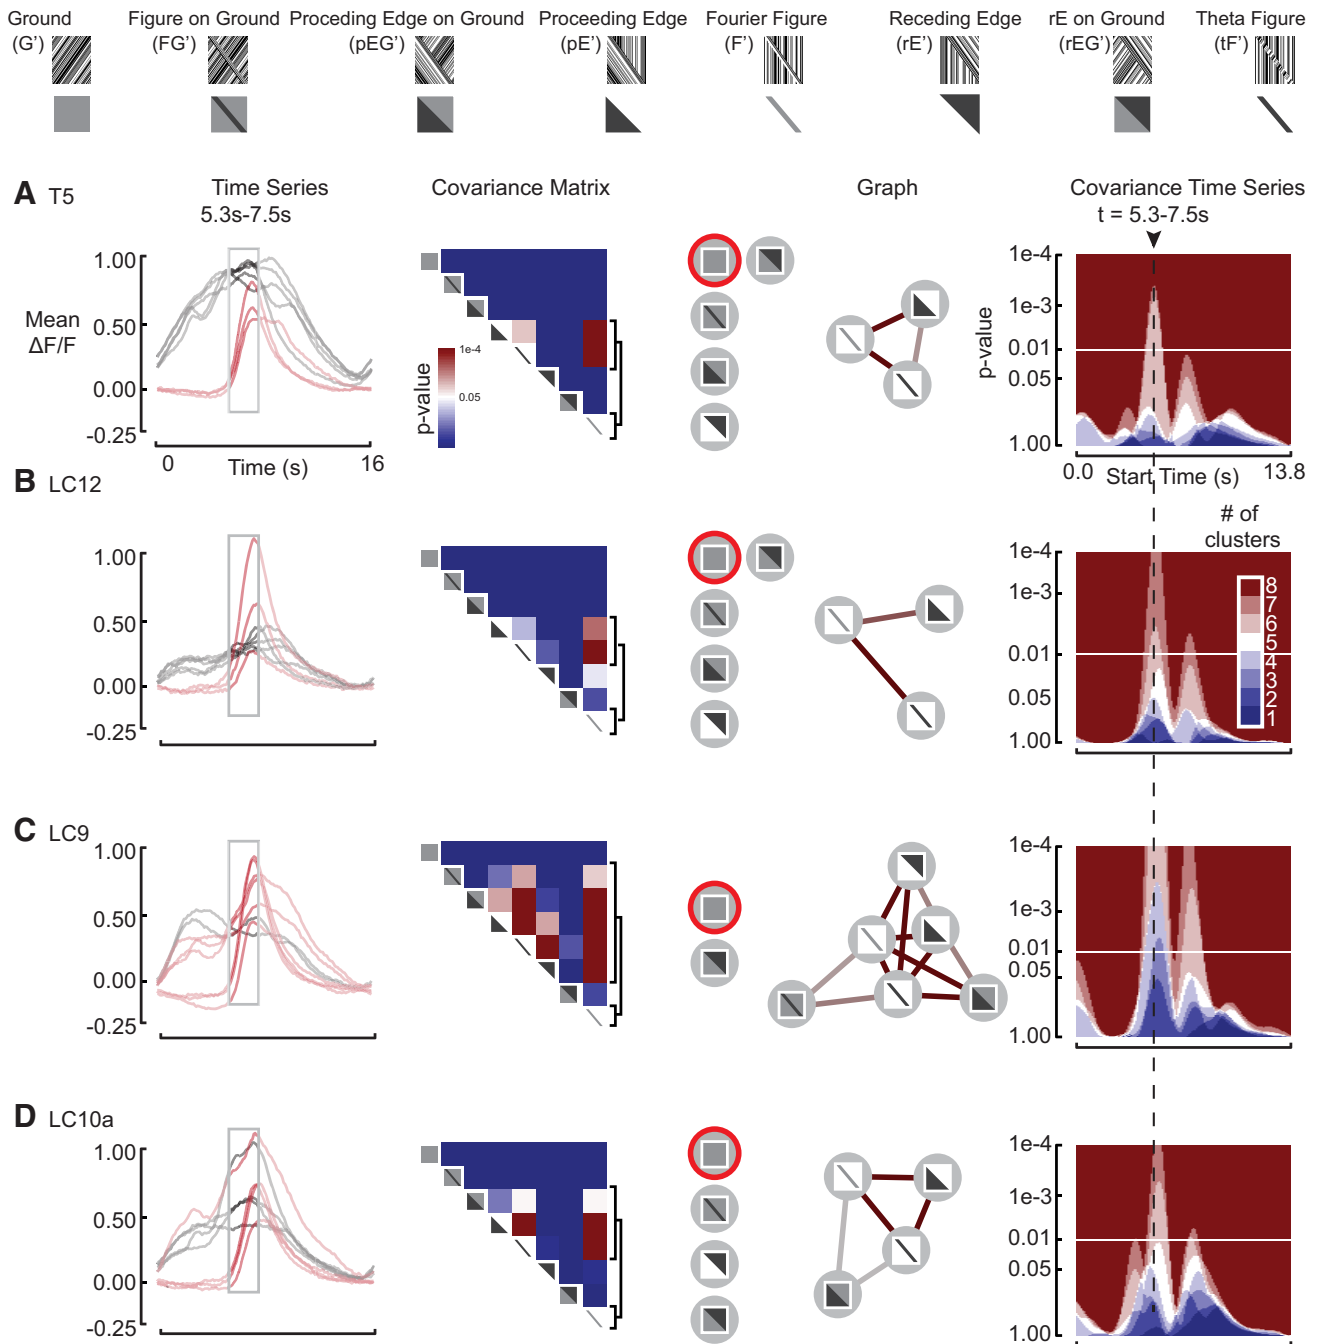 Ground
(G')
Figure on Ground
(FG')
Proceding Edge on Ground
(pEG')
Proceeding Edge
(pE')
Fourier Figure
(F')
Receding Edge
(rE')
rE on Ground
(rEG')
Theta Figure
(tF')
A T5
Time Series
5.3s-7.5s
Covariance Matrix
Graph
Covariance Time Series
t = 5.3-7.5s
1.00
0.50
0.00
-0.25
Mean
ΔF/F
0
Time (s)
16
p-value
1e-4
0.05
p-value
1e-4
1e-3
0.01
0.05
1.00
0.0
Start Time (s)
13.8
B LC12
1.00
0.50
0.00
-0.25
1e-4
1e-3
0.01
0.05
1.00
# of
clusters
8
7
6
5
4
3
2
1
C LC9
1.00
0.50
0.00
-0.25
1e-4
1e-3
0.01
0.05
1.00
D LC10a
1.00
0.50
0.00
-0.25
1e-4
1e-3
0.01
0.05
1.00